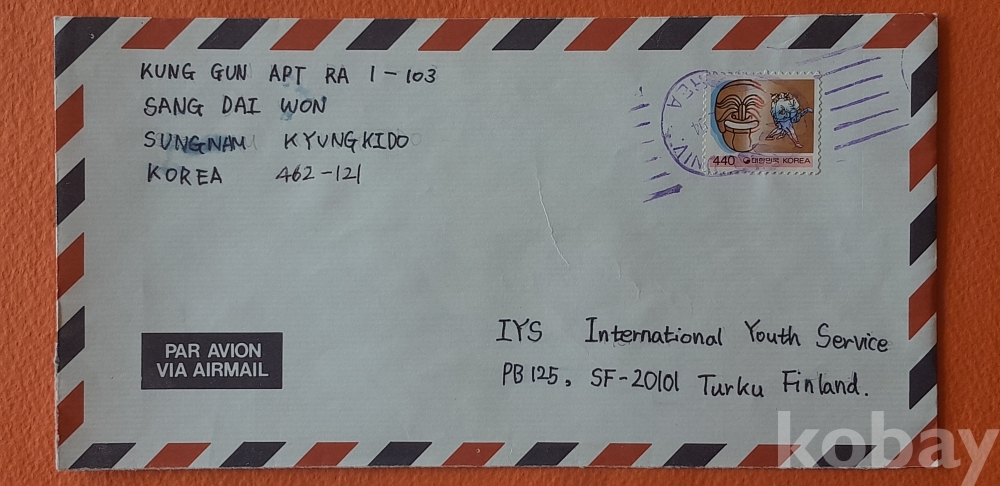 KUNG GUN APT RA 1-103
SANG DAI WON
SUNGNAM KYUNGKIDO
KOREA 462-121
440 대한민국 KOREA
PAR AVION
VIA AIRMAIL
IYS International Youth Service
PB 125, SF-20101 Turku Finland.
kobay